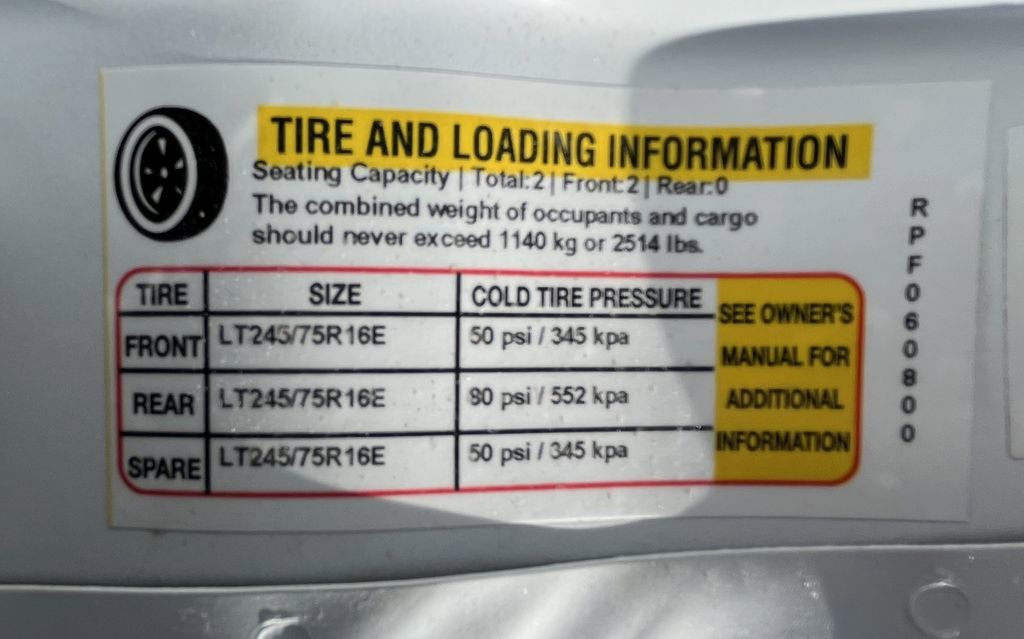 TIRE AND LOADING INFORMATION
Seating Capacity | Total:2 | Front:2 | Rear:0
The combined weight of occupants and cargo
should never exceed 1140 kg or 2514 lbs.
TIRE SIZE COLD TIRE PRESSURE
FRONT LT245/75R16E 50 psi / 345 kpa
REAR LT245/75R16E 80 psi / 552 kpa
SPARE LT245/75R16E 50 psi / 345 kpa
SEE OWNER'S
MANUAL FOR
ADDITIONAL
INFORMATION
RPF060800